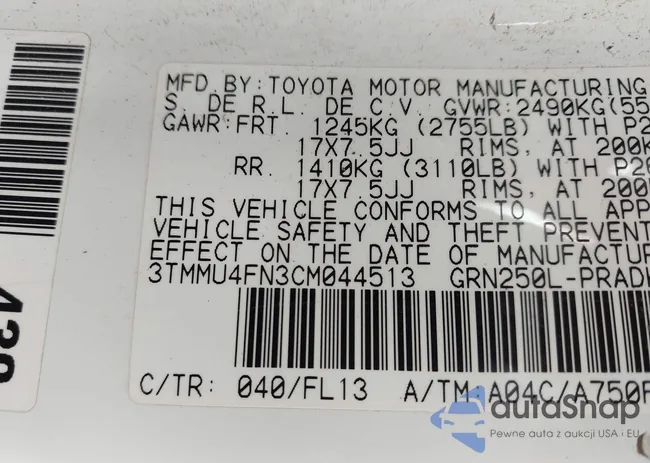 MFD. BY: TOYOTA MOTOR MANUFACTURING
S. DE R.L. DE C.V. GVWR:2490KG(55
GAWR:FRT. 1245KG (2755LB) WITH P2
17X7.5JJ RIMS, AT 200K
RR. 1410KG (3110LB) WITH P26
17X7.5JJ RIMS, AT 200
THIS VEHICLE CONFORMS TO ALL APP
VEHICLE SAFETY AND THEFT PREVENT
EFFECT ON THE DATE OF MANUFACTUR
3TMMU4FN3CM044513 GRN250L-PRADK
C/TR: 040/FL13 A/TM: A04C/A750F
autoSnap
Pewne auta z aukcji USA i EU